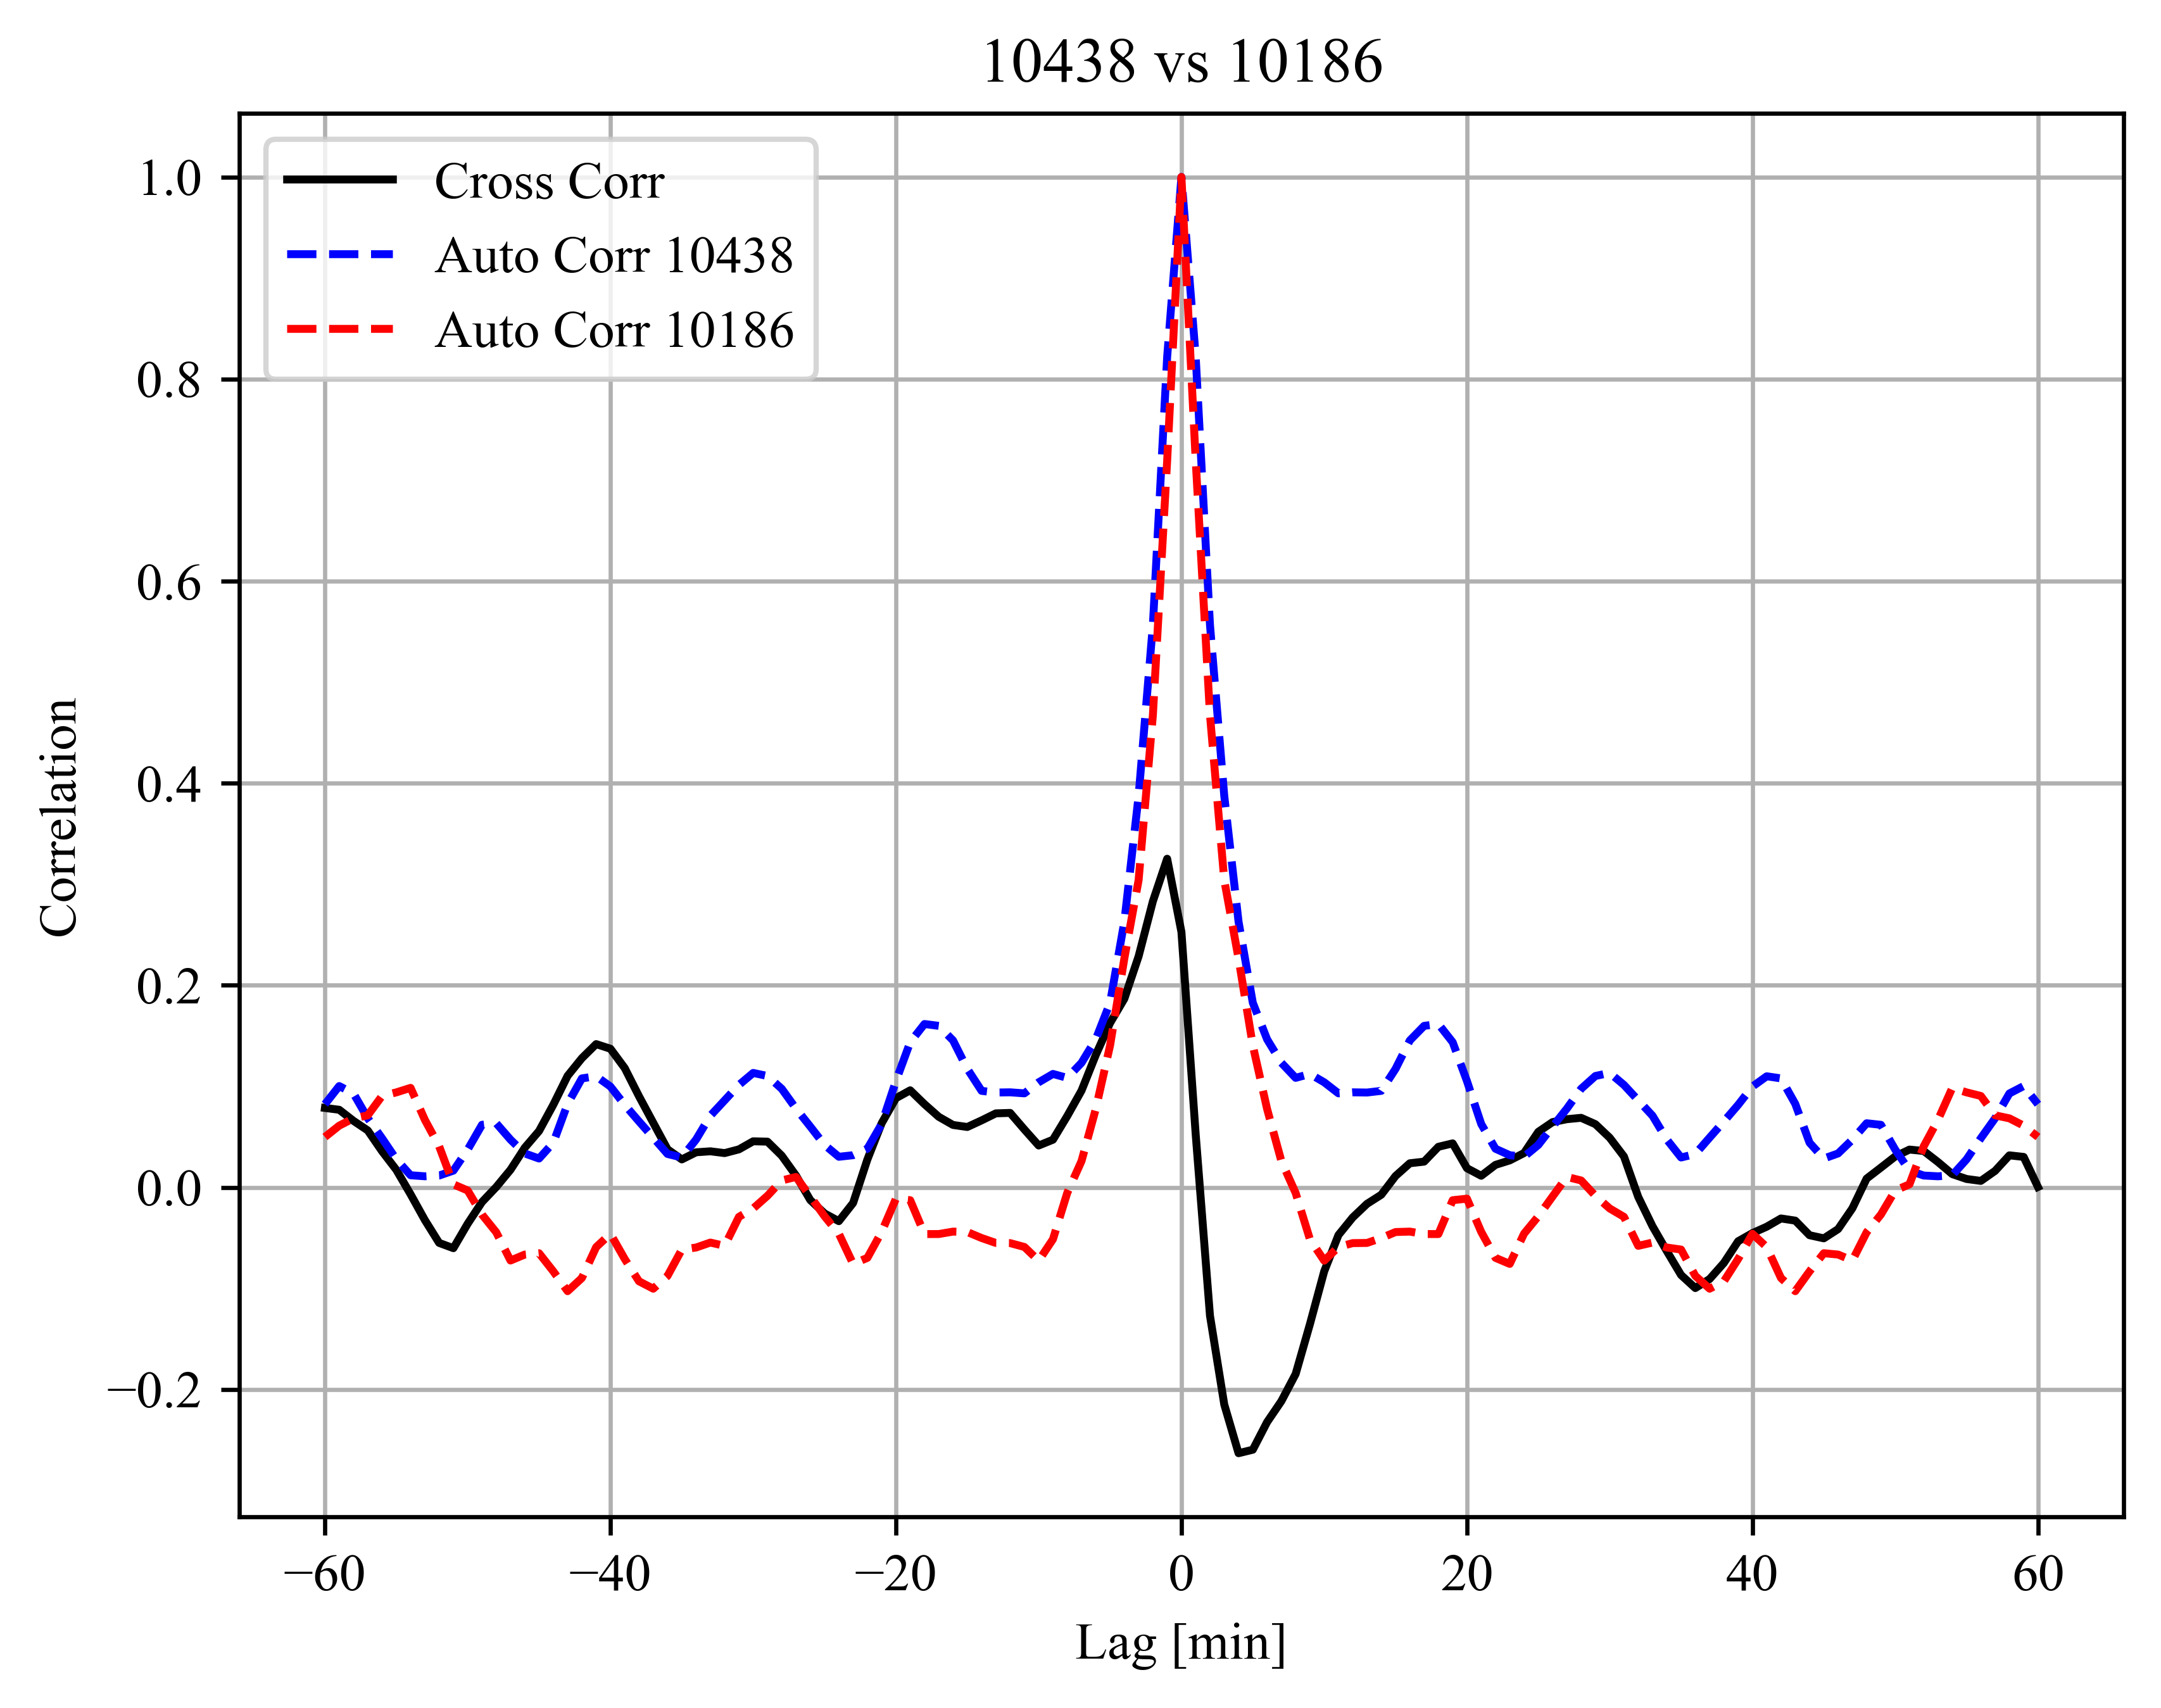 10438 vs 10186
Cross Corr
Auto Corr 10438
Auto Corr 10186
1.0
0.8
0.6
0.4
0.2
0.0
−0.2
Correlation
−60 −40 −20 0 20 40 60
Lag [min]